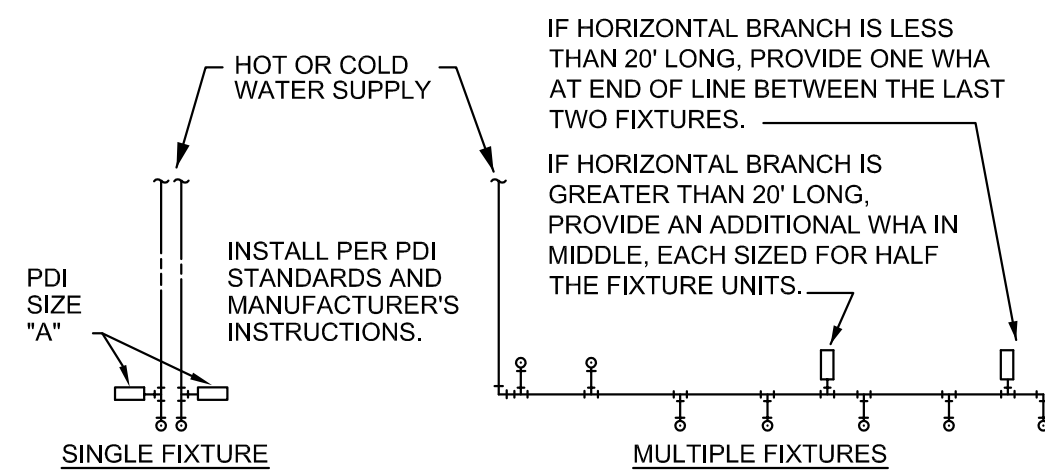 HOT OR COLD
WATER SUPPLY
IF HORIZONTAL BRANCH IS LESS
THAN 20' LONG, PROVIDE ONE WHA
AT END OF LINE BETWEEN THE LAST
TWO FIXTURES.
IF HORIZONTAL BRANCH IS
GREATER THAN 20' LONG,
PROVIDE AN ADDITIONAL WHA IN
MIDDLE, EACH SIZED FOR HALF
THE FIXTURE UNITS.
PDI
SIZE
"A"
INSTALL PER PDI
STANDARDS AND
MANUFACTURER'S
INSTRUCTIONS.
SINGLE FIXTURE
MULTIPLE FIXTURES